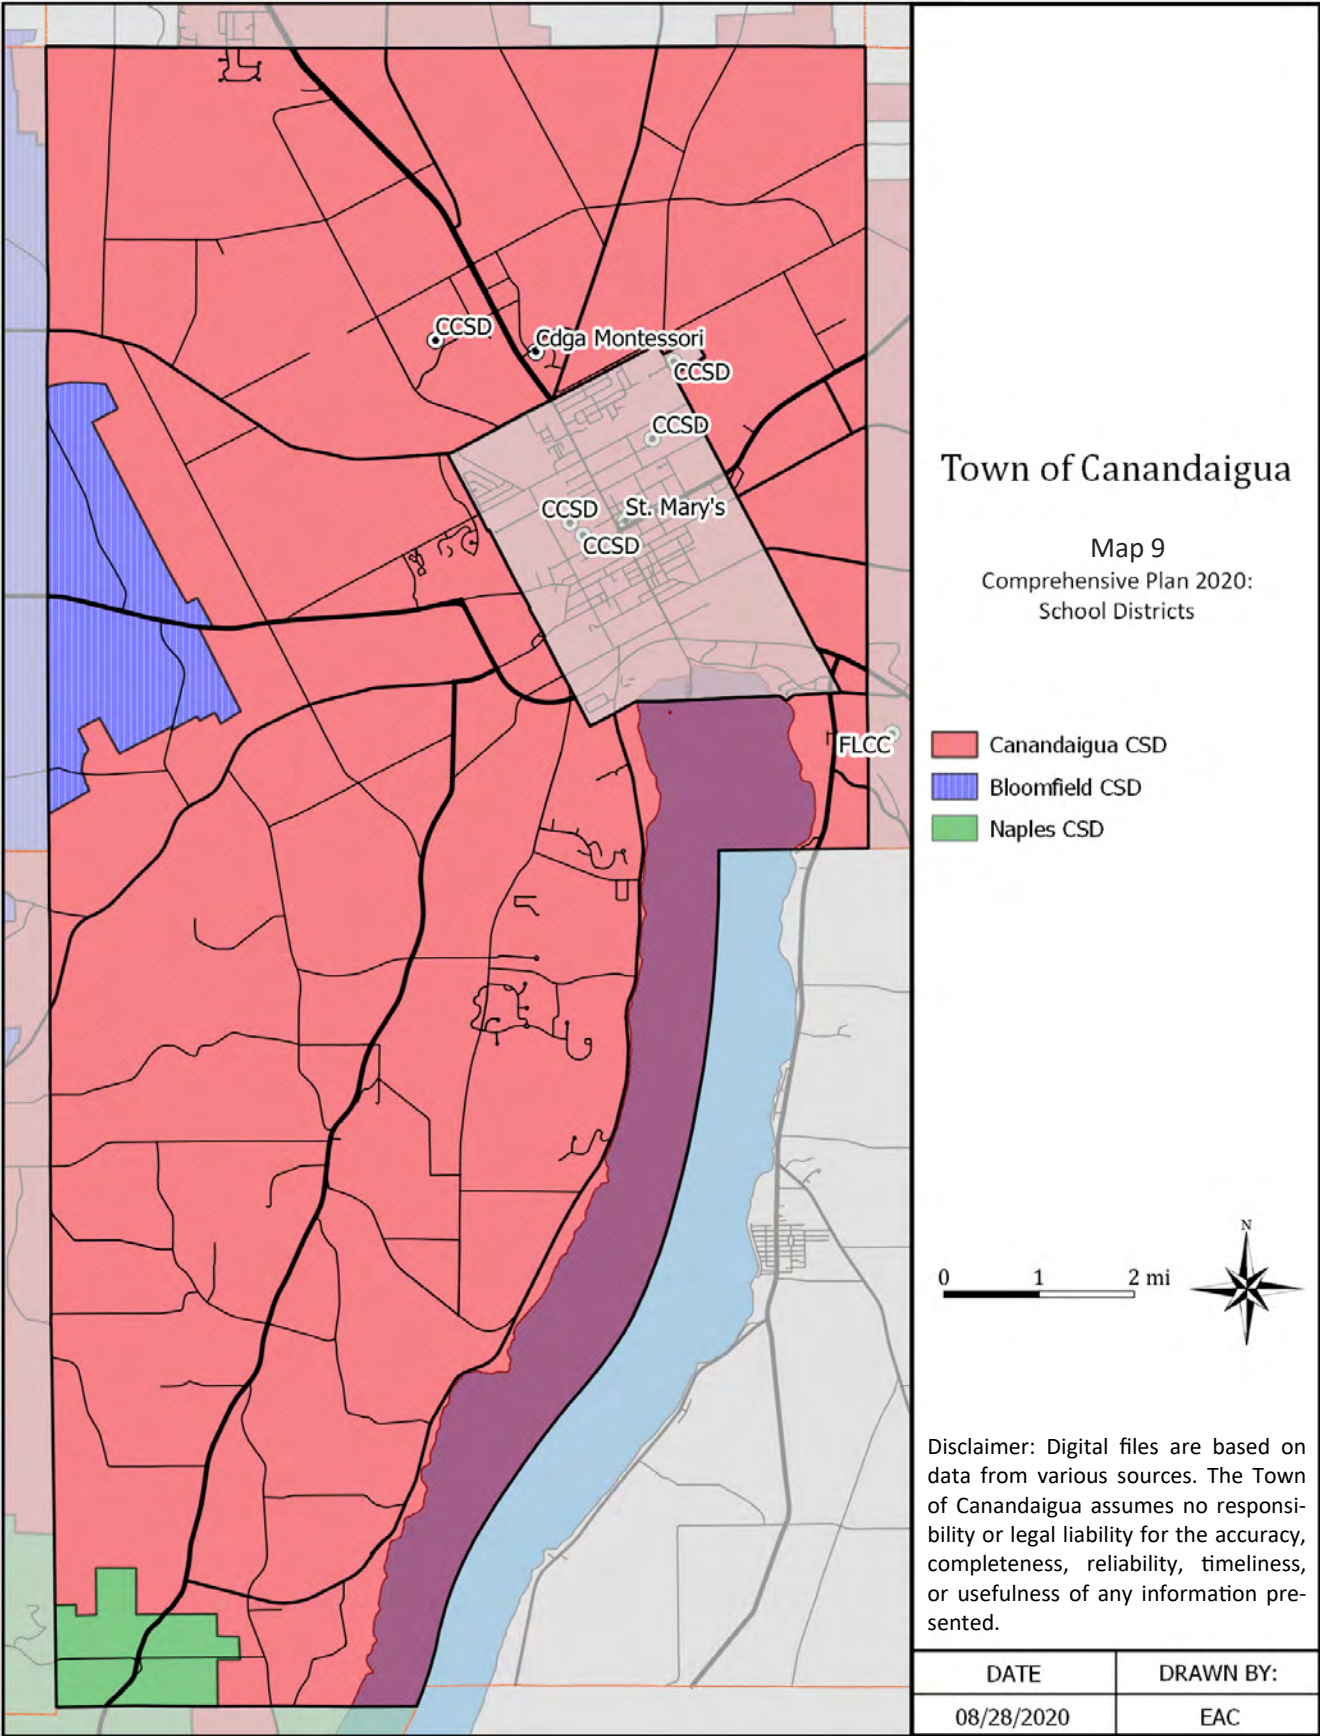 CCSD
Cdga Montessori
CCSD
CCSD
CCSD
St. Mary's
CCSD
FLCC
Town of Canandaigua
Map 9
Comprehensive Plan 2020:
School Districts
Canandaigua CSD
Bloomfield CSD
Naples CSD
N
0 1 2 mi
Disclaimer: Digital files are based on
data from various sources. The Town
of Canandaigua assumes no responsi-
bility or legal liability for the accuracy,
completeness, reliability, timeliness,
or usefulness of any information pre-
sented.
DATE DRAWN BY:
08/28/2020 EAC